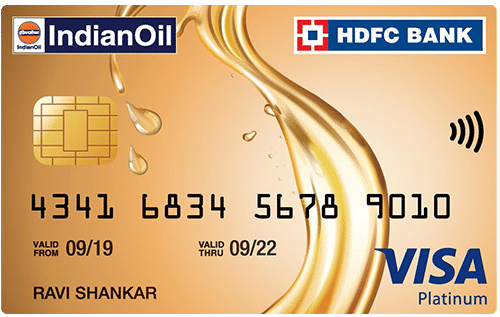 IndianOil HDFC BANK
IndianOil
4341 6834 5678 9010
VALID FROM 09/19 VALID THRU 09/22
RAVI SHANKAR
VISA
Platinum